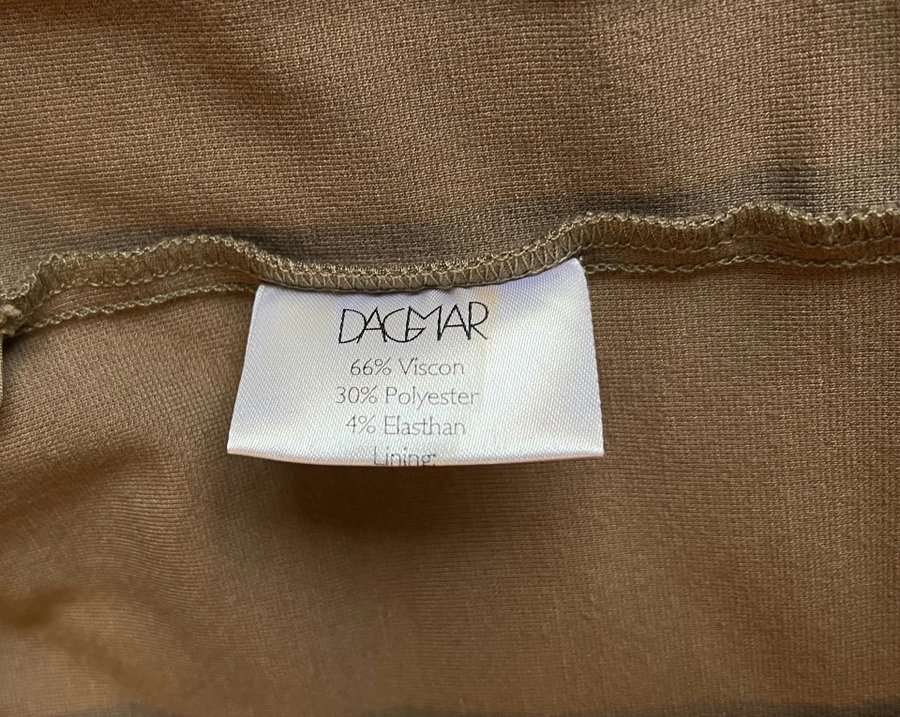 DAGMAR
66% Viscon
30% Polyester
4% Elasthan
Lining: